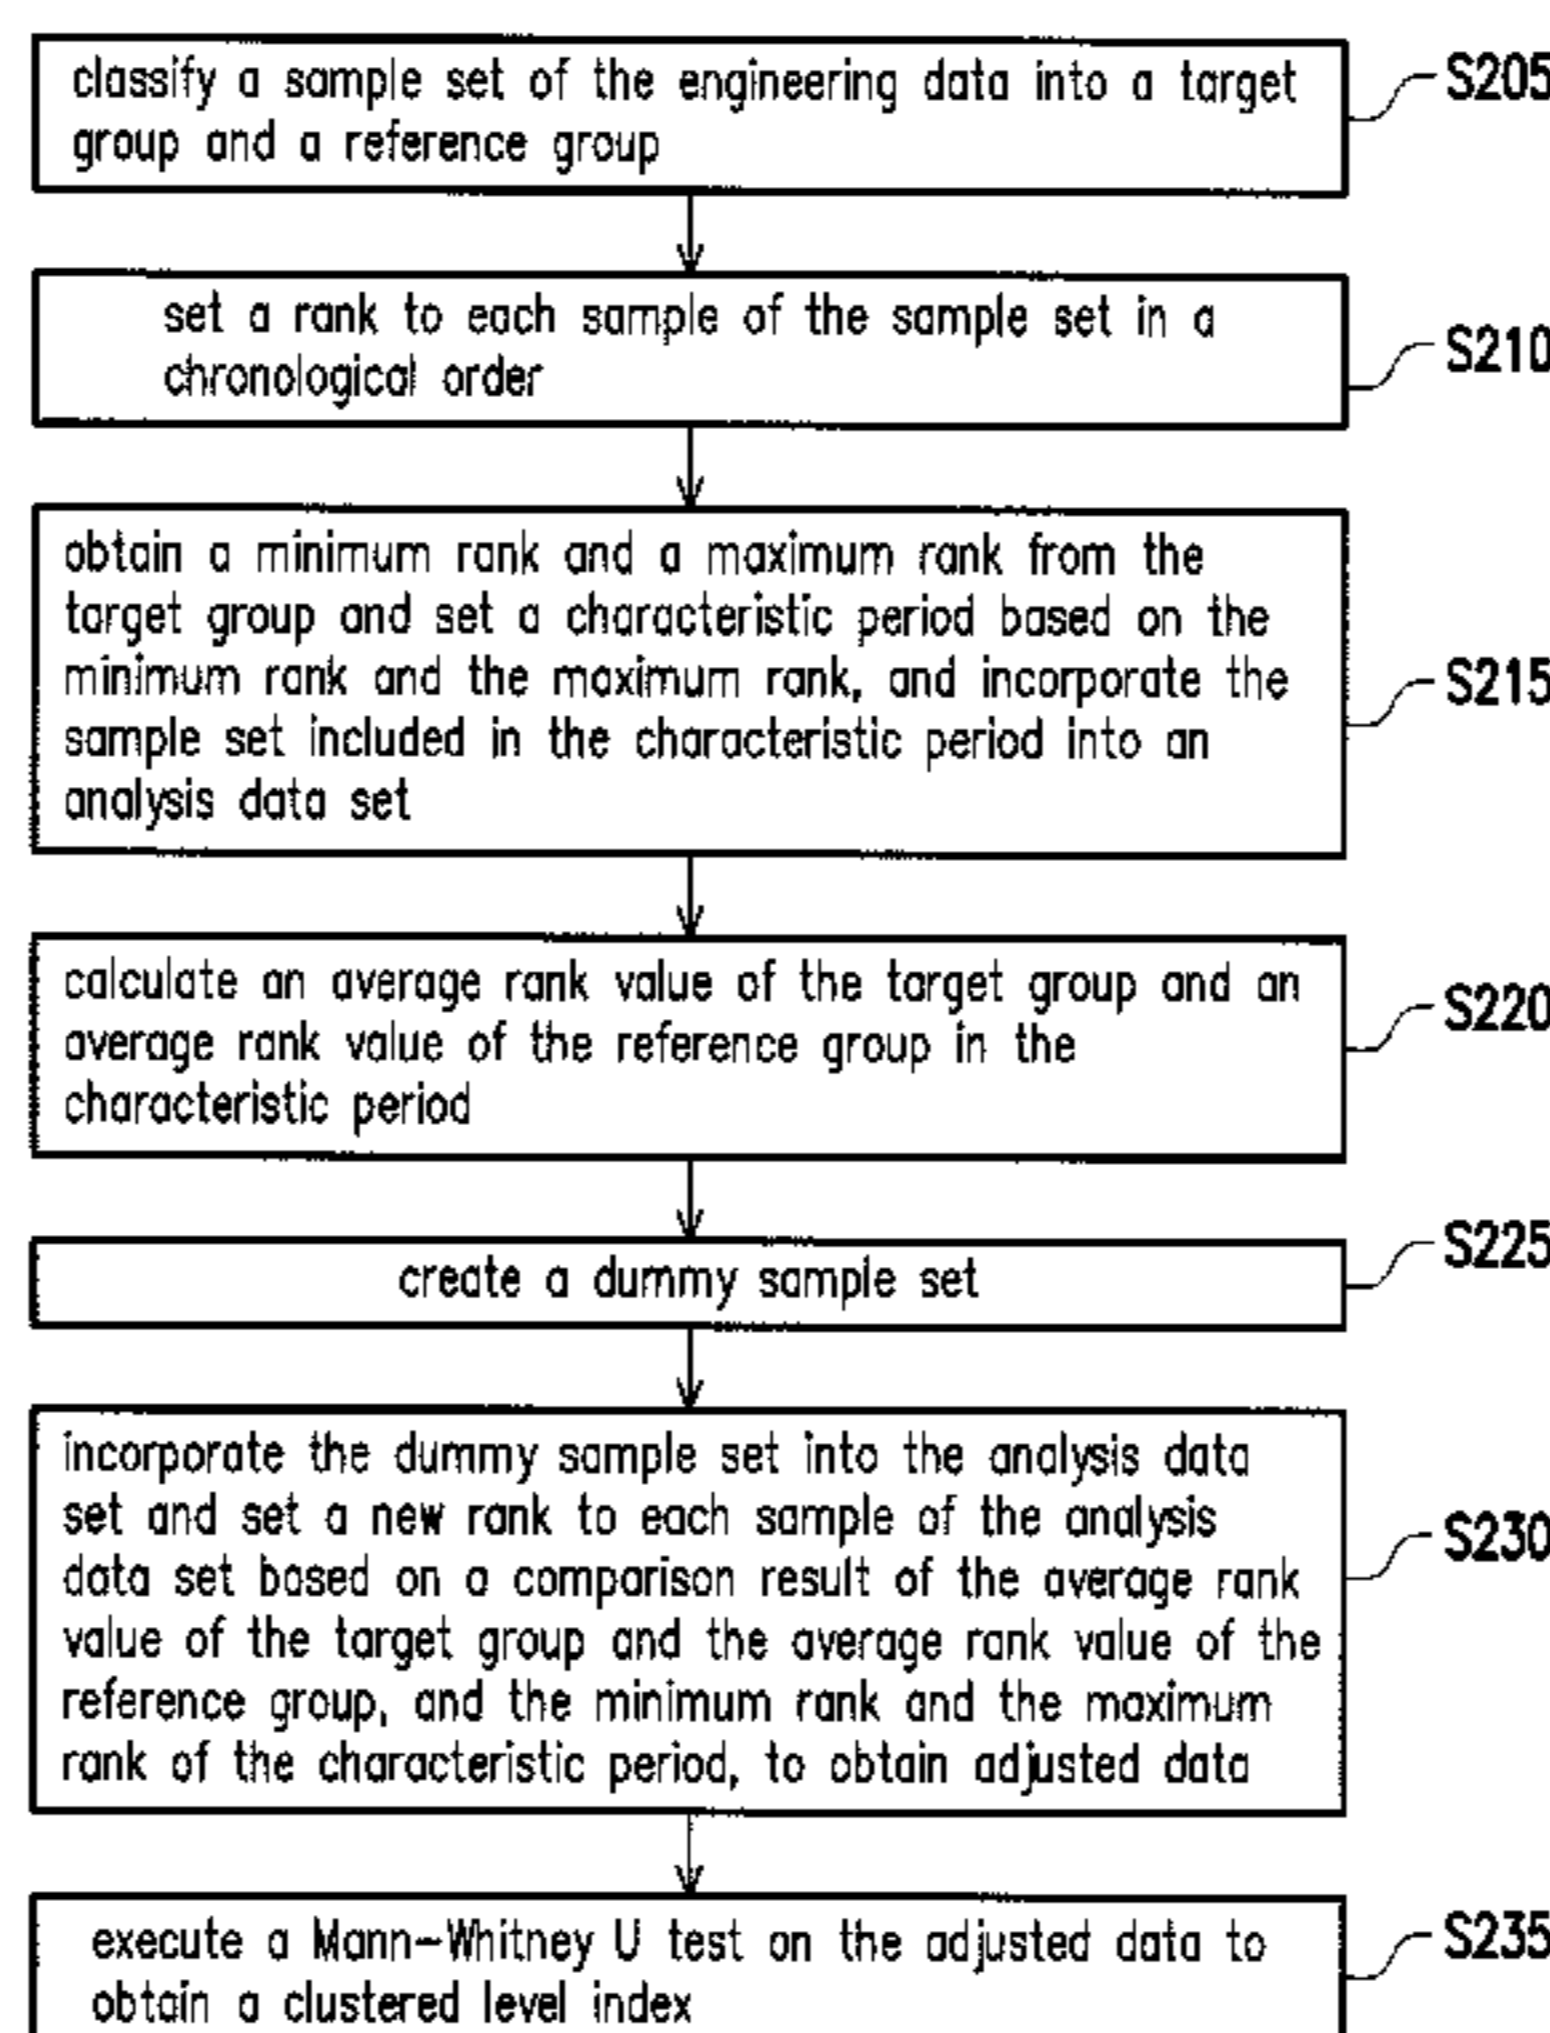 classify a sample set of the engineering data into a target
group and a reference group
S205
set a rank to each sample of the sample set in a
chronological order
S210
obtain a minimum rank and a maximum rank from the
target group and set a characteristic period based on the
minimum rank and the maximum rank, and incorporate the
sample set included in the characteristic period into an
analysis data set
S215
calculate an average rank value of the target group and an
average rank value of the reference group in the
characteristic period
S220
create a dummy sample set
S225
incorporate the dummy sample set into the analysis data
set and set a new rank to each sample of the analysis
data set based on a comparison result of the average rank
value of the target group and the average rank value of the
reference group, and the minimum rank and the maximum
rank of the characteristic period, to obtain adjusted data
S230
execute a Mann-Whitney U test on the adjusted data to
obtain a clustered level index
S235